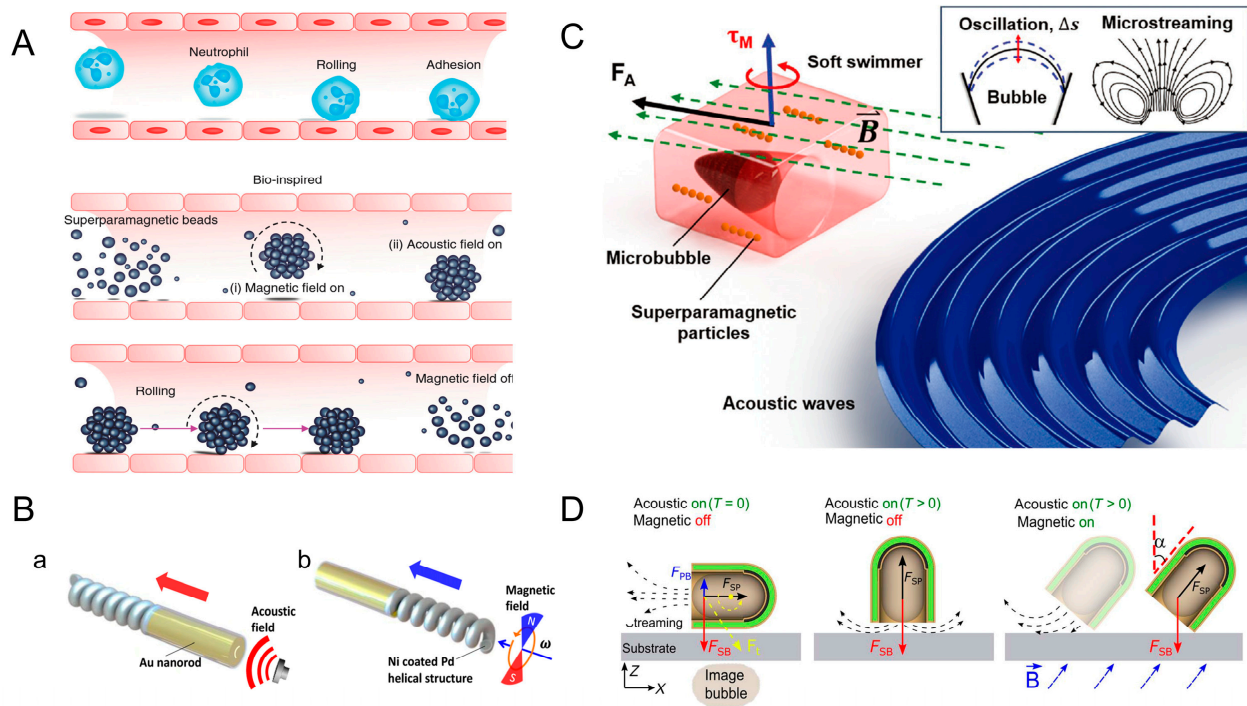 A
Neutrophil
Rolling
Adhesion
Bio-inspired
Superparamagnetic beads
(ii) Acoustic field on
(i) Magnetic field on
Rolling
Magnetic field off
B
a
Au nanorod
Acoustic
field
b
Ni coated Pd
helical structure
Magnetic
field
N
S
ω
C
τM
FA
Soft swimmer
B
Microbubble
Superparamagnetic
particles
Acoustic waves
Oscillation, Δs
Bubble
Microstreaming
D
Acoustic on (T = 0)
Magnetic off
FPB
FSP
Streaming
Substrate
FSB
Z
X
Image
bubble
Acoustic on (T > 0)
Magnetic off
FSP
FSB
Acoustic on (T > 0)
Magnetic on
α
FSP
FSB
B